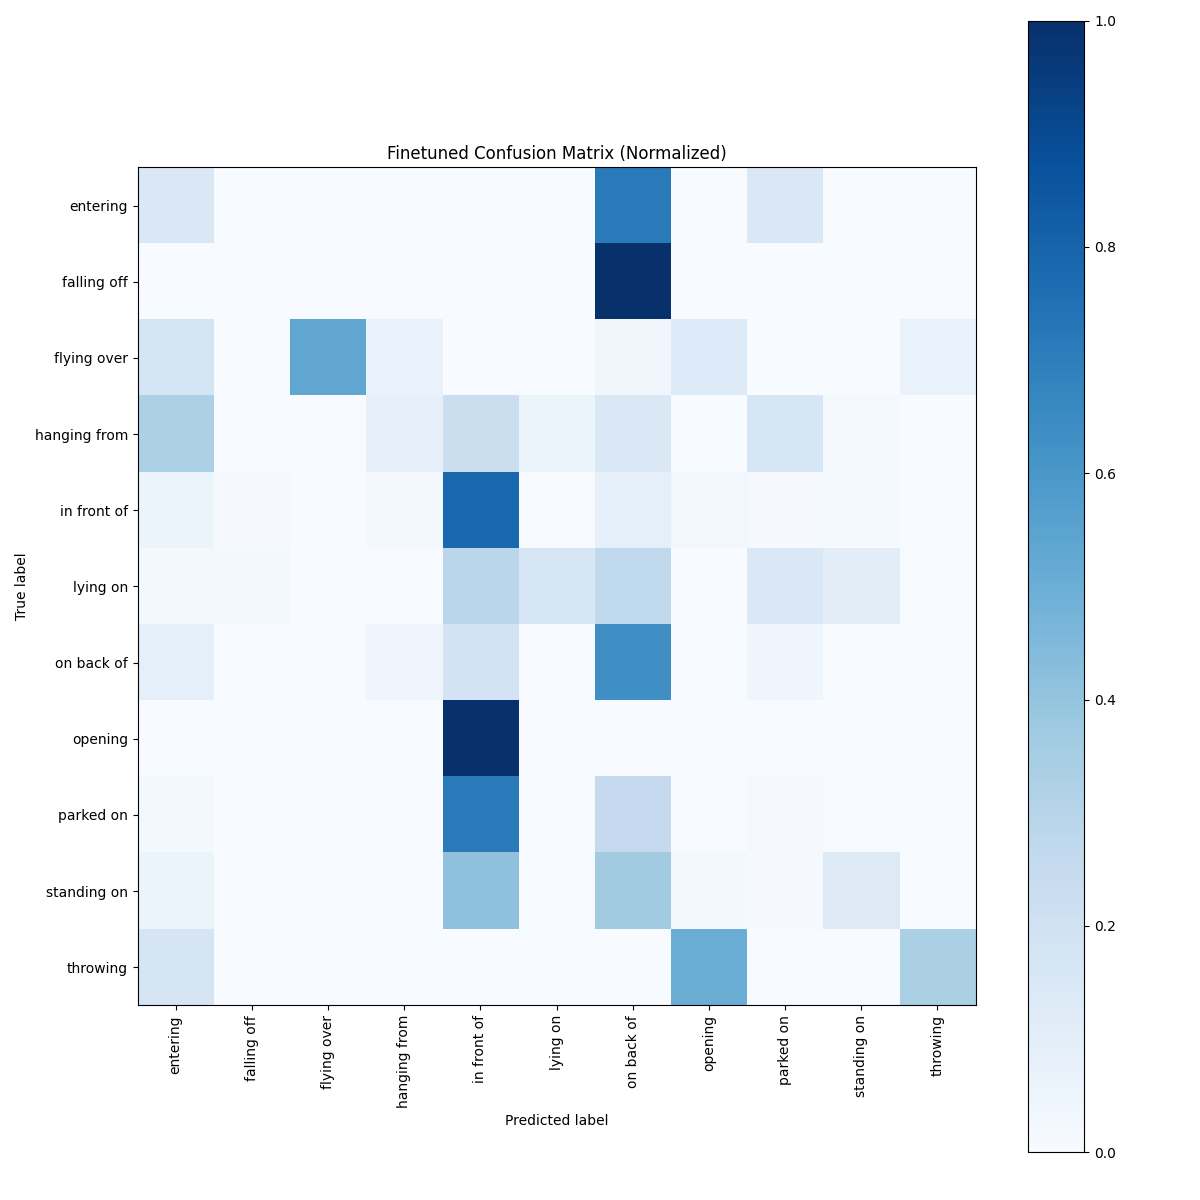 Finetuned Confusion Matrix (Normalized)
True label
entering
falling off
flying over
hanging from
in front of
lying on
on back of
opening
parked on
standing on
throwing
entering
falling off
flying over
hanging from
in front of
lying on
on back of
opening
parked on
standing on
throwing
Predicted label
1.0
0.8
0.6
0.4
0.2
0.0